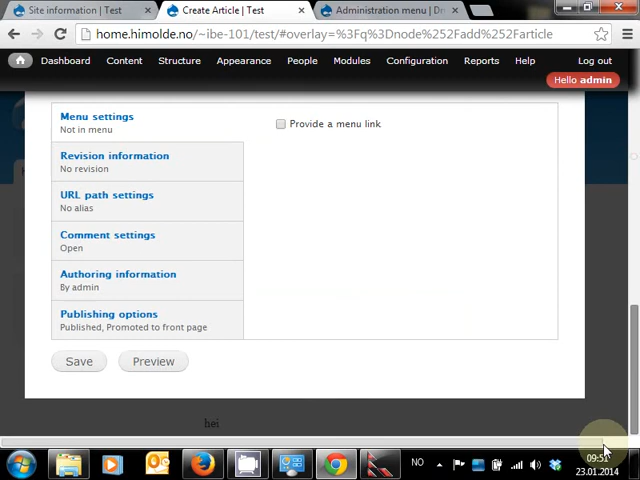 Site information | Test
Create Article | Test
Administration menu | Dr
home.himolde.no/~ibe-101/test/#overlay=%3Fq%3Dnode%252Fadd%252Farticle
Dashboard Content Structure Appearance People Modules Configuration Reports Help Log out
Hello admin
Menu settings
Not in menu
Provide a menu link
Revision information
No revision
URL path settings
No alias
Comment settings
Open
Authoring information
By admin
Publishing options
Published, Promoted to front page
Save Preview
hei
NO
09:51
23.01.2014